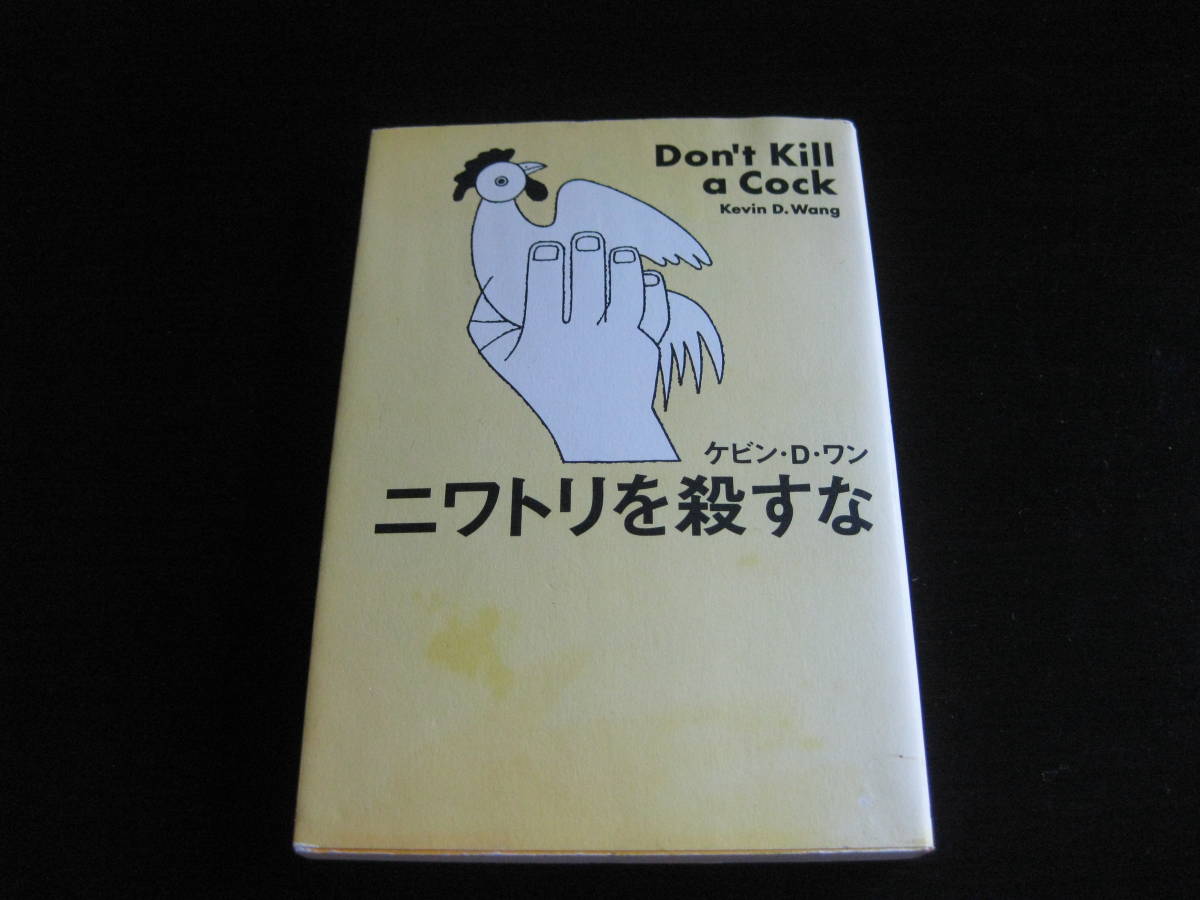 Don't Kill
a Cock
Kevin D. Wang
ケビン・D・ワン
ニワトリを殺すな